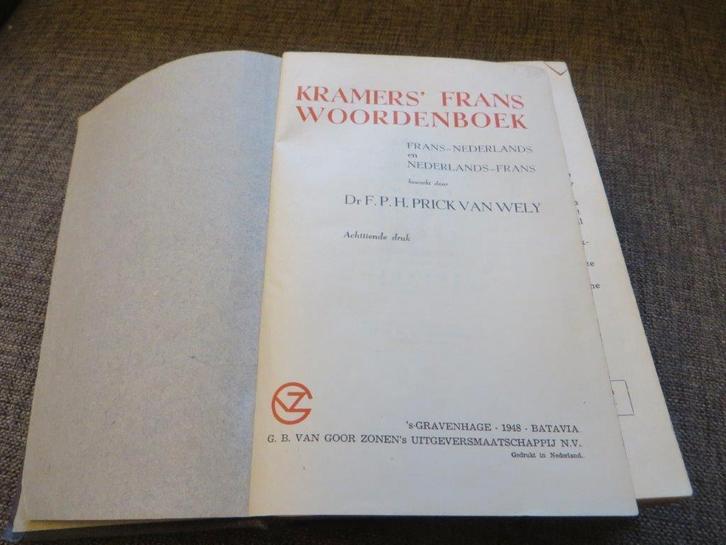 KRAMERS' FRANS
WOORDENBOEK
FRANS-NEDERLANDS
en
NEDERLANDS-FRANS
bewerkt door
Dr F. P. H. PRICK VAN WELY
Achttiende druk
'S-GRAVENHAGE - 1948 - BATAVIA
G. B. VAN GOOR ZONEN's UITGEVERSMAATSCHAPPIJ N.V.
Gedrukt in Nederland.